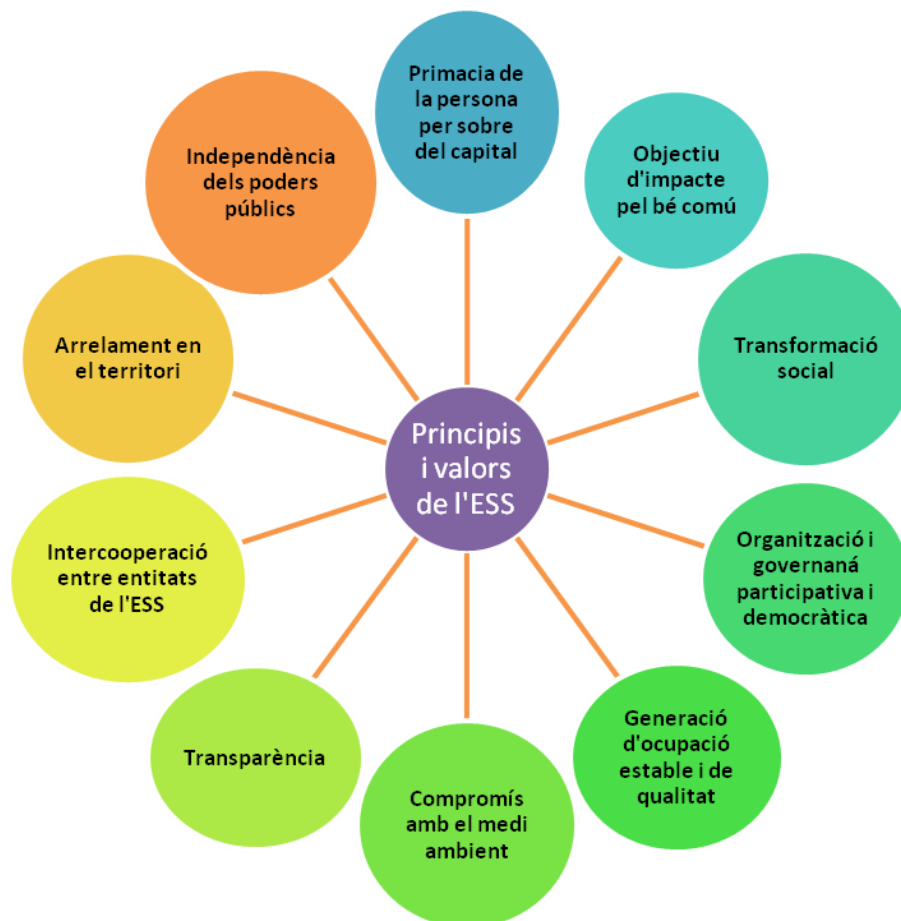 Primacia de
la persona
per sobre
del capital
Objectiu
d'impacte
pel bé comú
Transformació
social
Organització i
governaná
participativa i
democràtica
Generació
d'ocupació
estable i de
qualitat
Compromís
amb el medi
ambient
Transparència
Intercooperació
entre entitats
de l'ESS
Arrelament en
el territori
Independència
dels poders
públics
Principis
i valors
de l'ESS